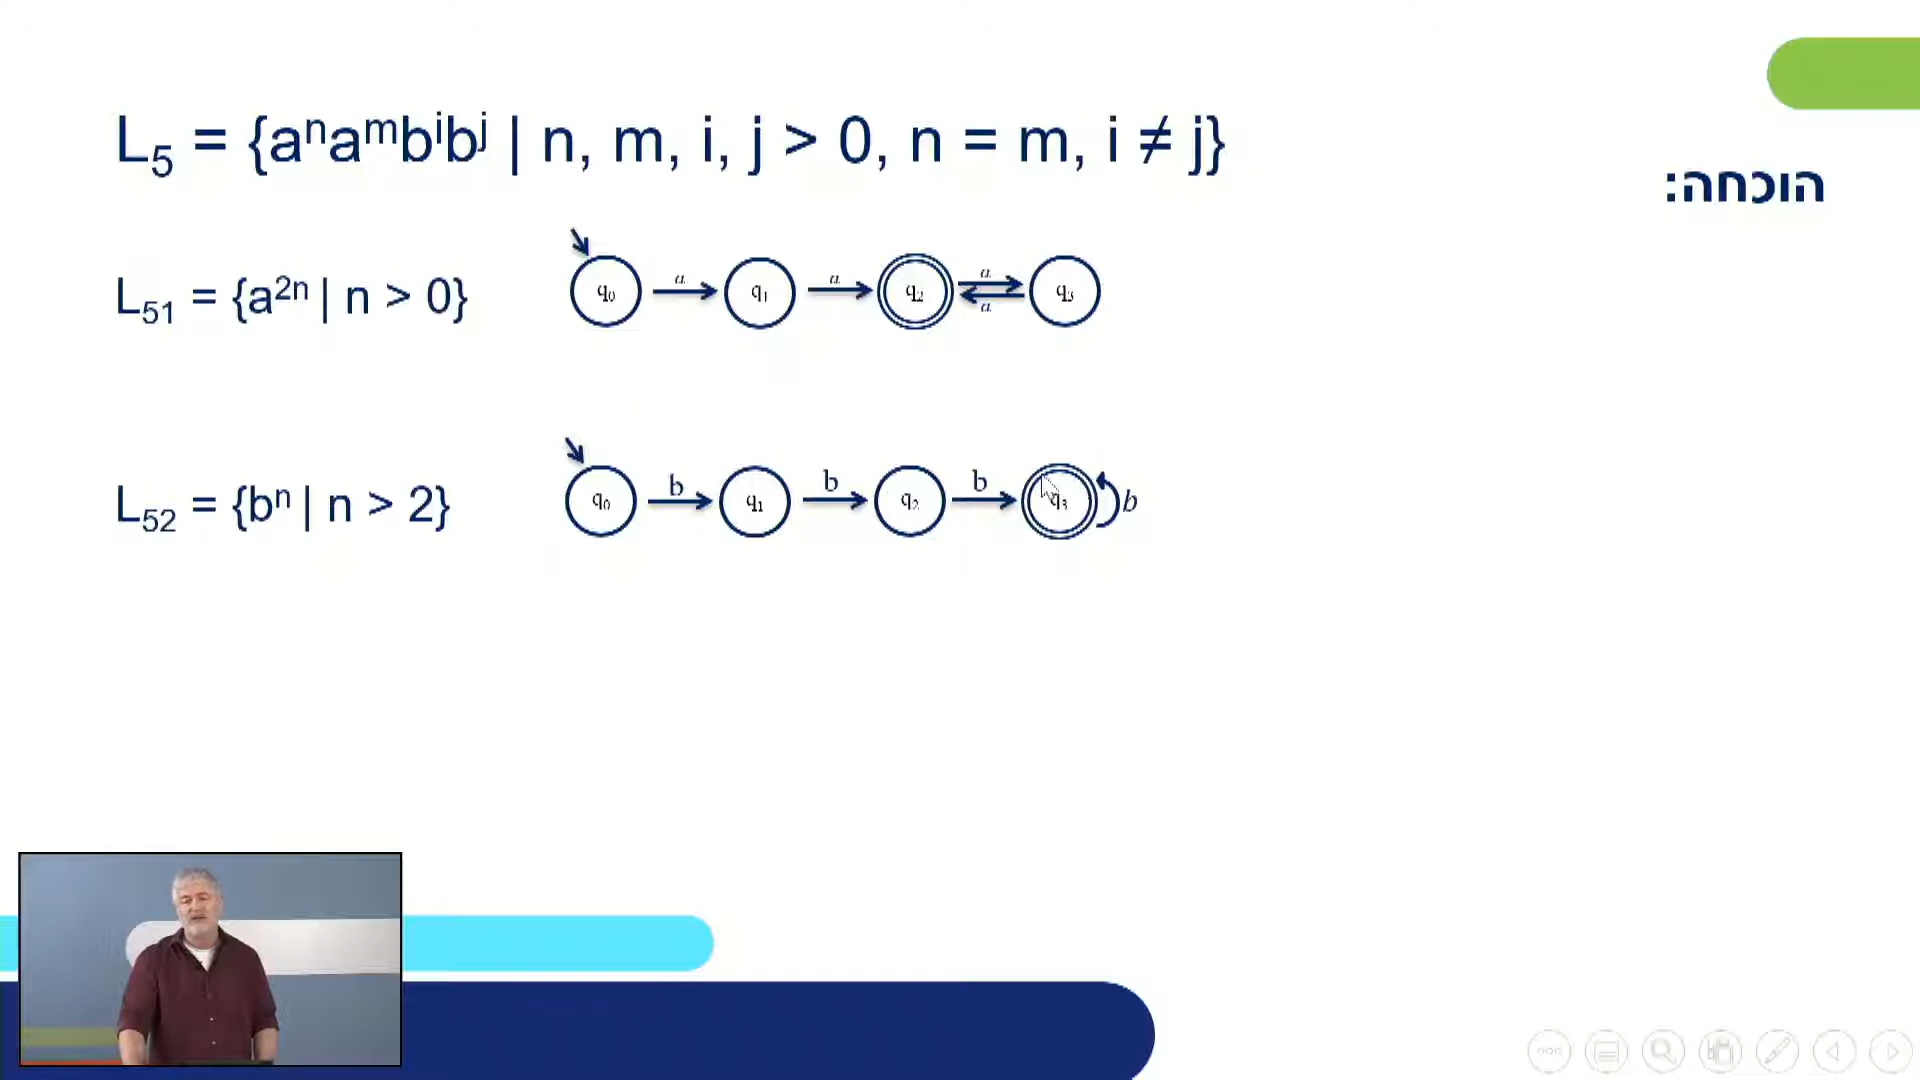 L₅ = {aⁿaᵐbⁱbʲ | n, m, i, j > 0, n = m, i ≠ j}
הוכחה:
L₅₁ = {a²ⁿ | n > 0}
q₀ a q₁ a q₂ a a q₃
L₅₂ = {bⁿ | n > 2}
q₀ b q₁ b q₂ b q₃ b